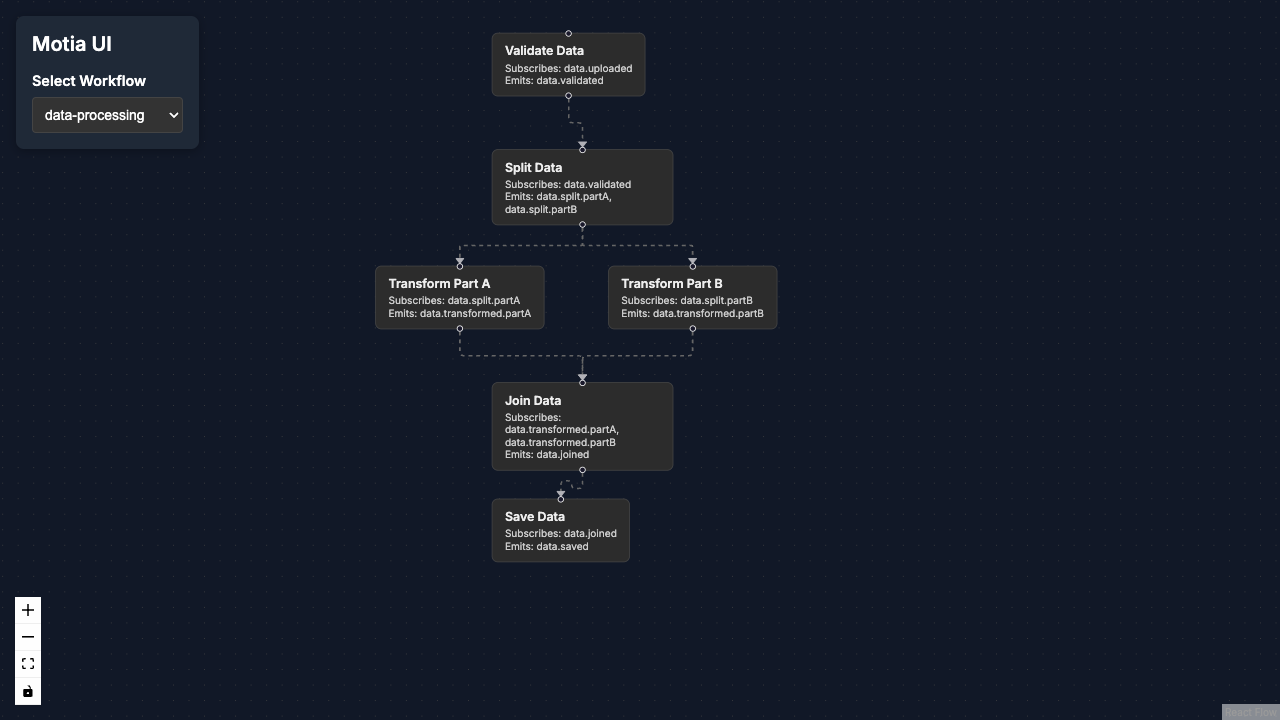 Motia UI
Select Workflow
data-processing
Validate Data
Subscribes: data.uploaded
Emits: data.validated
Split Data
Subscribes: data.validated
Emits: data.split.partA,
data.split.partB
Transform Part A
Subscribes: data.split.partA
Emits: data.transformed.partA
Transform Part B
Subscribes: data.split.partB
Emits: data.transformed.partB
Join Data
Subscribes:
data.transformed.partA,
data.transformed.partB
Emits: data.joined
Save Data
Subscribes: data.joined
Emits: data.saved
React Flow